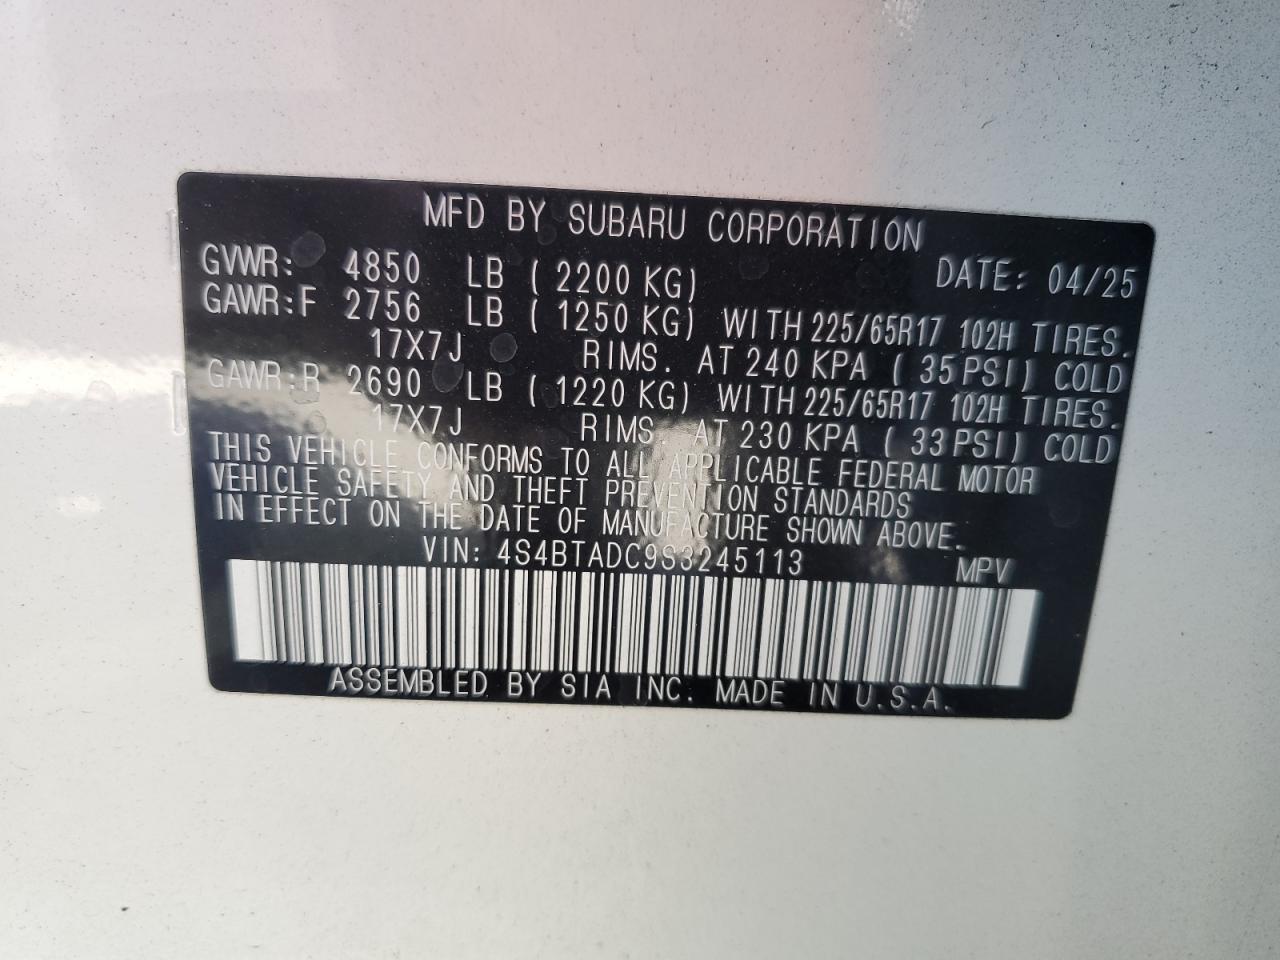 MFD BY SUBARU CORPORATION
GVWR: 4850 LB ( 2200 KG) DATE: 04/25
GAWR:F 2756 LB ( 1250 KG) WITH 225/65R17 102H TIRES.
17X7J RIMS. AT 240 KPA ( 35PSI) COLD
GAWR:R 2690 LB ( 1220 KG) WITH 225/65R17 102H TIRES.
17X7J RIMS. AT 230 KPA ( 33PSI) COLD
THIS VEHICLE CONFORMS TO ALL APPLICABLE FEDERAL MOTOR
VEHICLE SAFETY AND THEFT PREVENTION STANDARDS
IN EFFECT ON THE DATE OF MANUFACTURE SHOWN ABOVE.
VIN: 4S4BTADC9S3245113 MPV
ASSEMBLED BY SIA INC. MADE IN U.S.A.